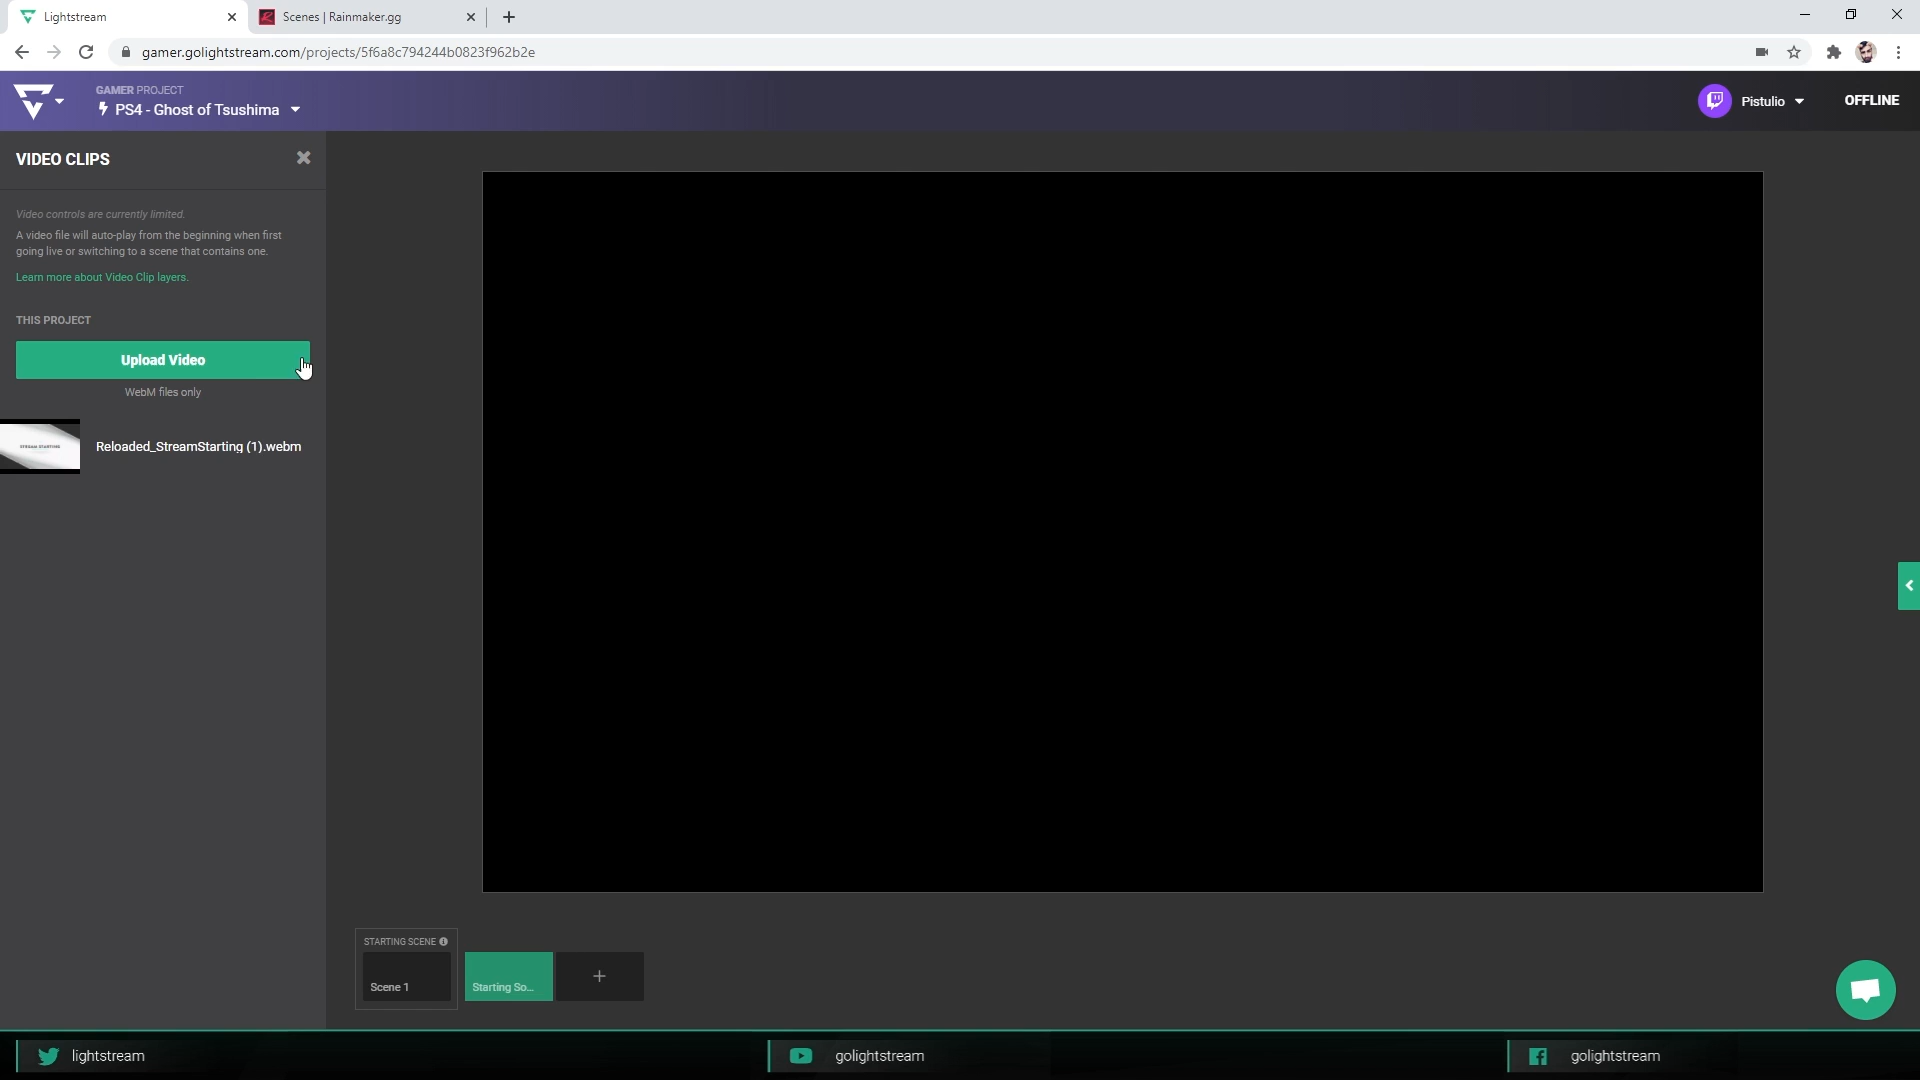 Lightstream
Scenes | Rainmaker.gg
gamer.golightstream.com/projects/5f6a8c794244b0823f962b2e
GAMER PROJECT
PS4 - Ghost of Tsushima
Pistulio
OFFLINE
VIDEO CLIPS
Video controls are currently limited.
A video file will auto-play from the beginning when first
going live or switching to a scene that contains one.
Learn more about Video Clip layers.
THIS PROJECT
Upload Video
WebM files only
STREAM STARTING
Reloaded_StreamStarting (1).webm
STARTING SCENE
Scene 1
Starting So...
+
lightstream
golightstream
golightstream